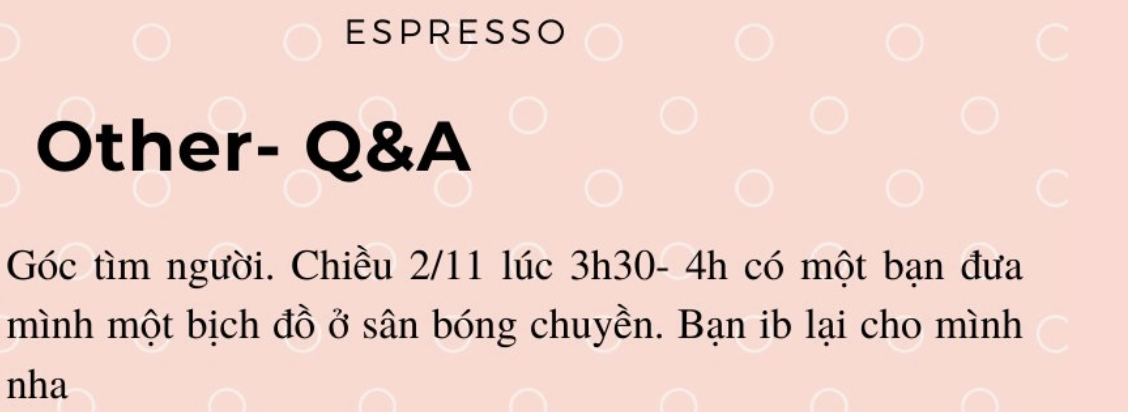 ESPRESSO
Other- Q&A
Góc tìm người. Chiều 2/11 lúc 3h30- 4h có một bạn đưa
mình một bịch đồ ở sân bóng chuyền. Bạn ib lại cho mình
nha